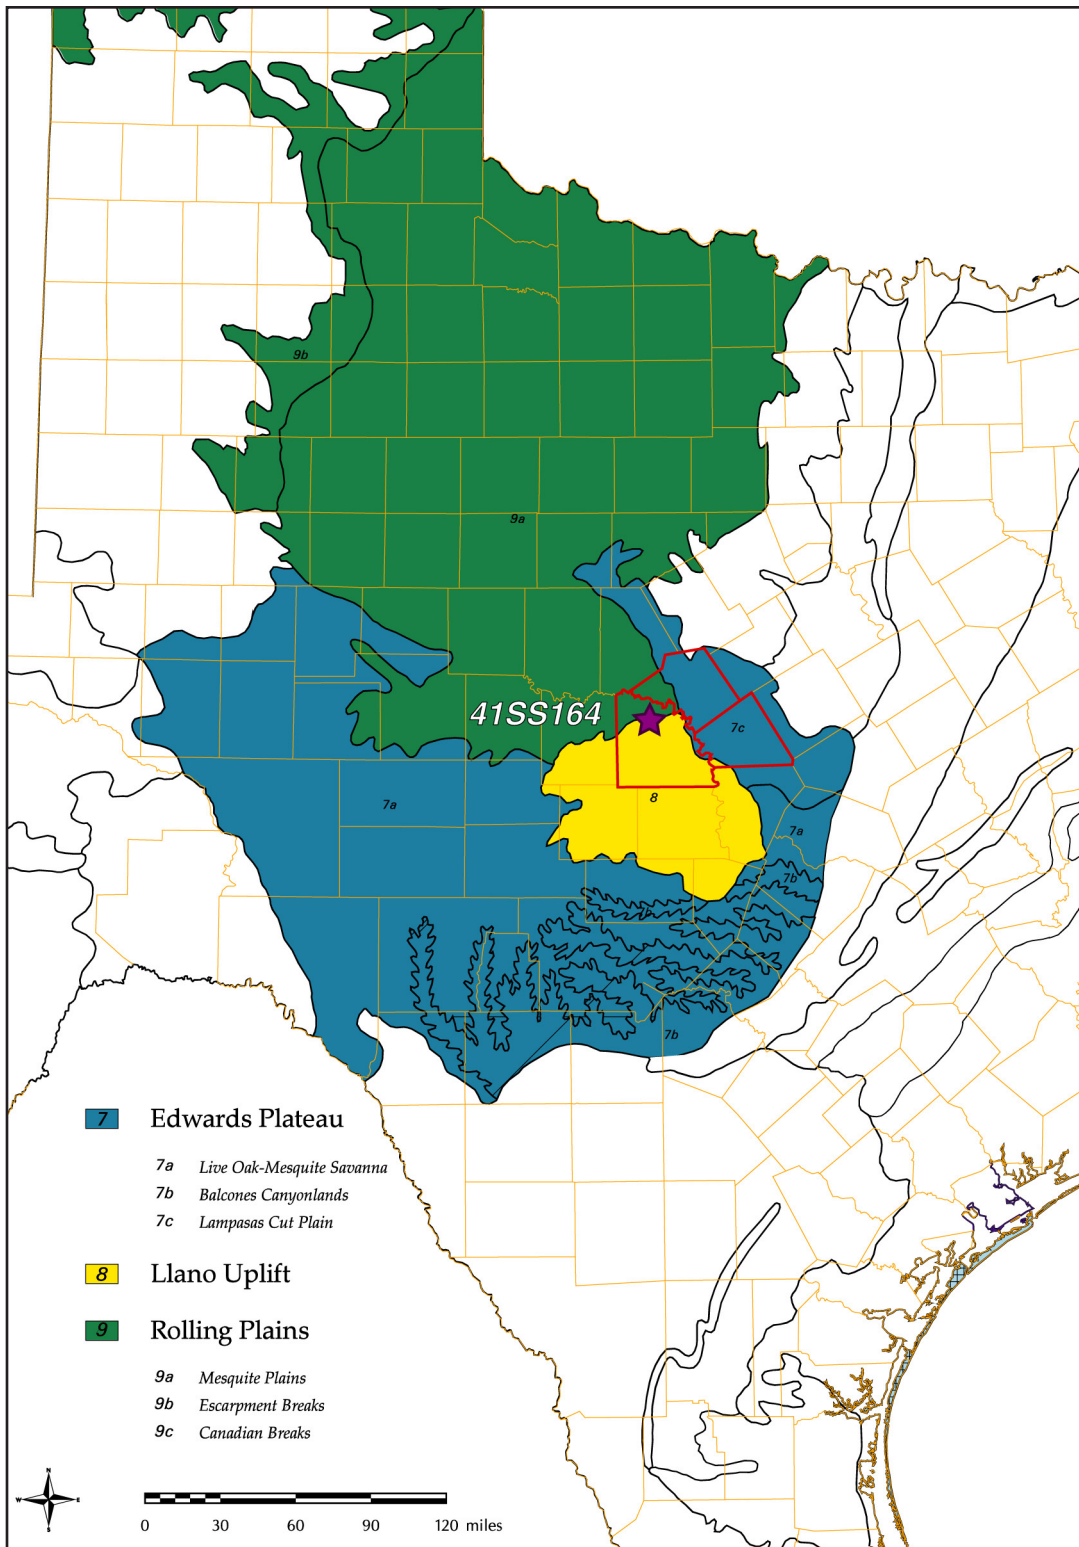 9b
9a
41SS164
7c
7a
8
7a
7b
7b
7 Edwards Plateau
7a Live Oak-Mesquite Savanna
7b Balcones Canyonlands
7c Lampasas Cut Plain
8 Llano Uplift
9 Rolling Plains
9a Mesquite Plains
9b Escarpment Breaks
9c Canadian Breaks
N
W E
S
0 30 60 90 120 miles